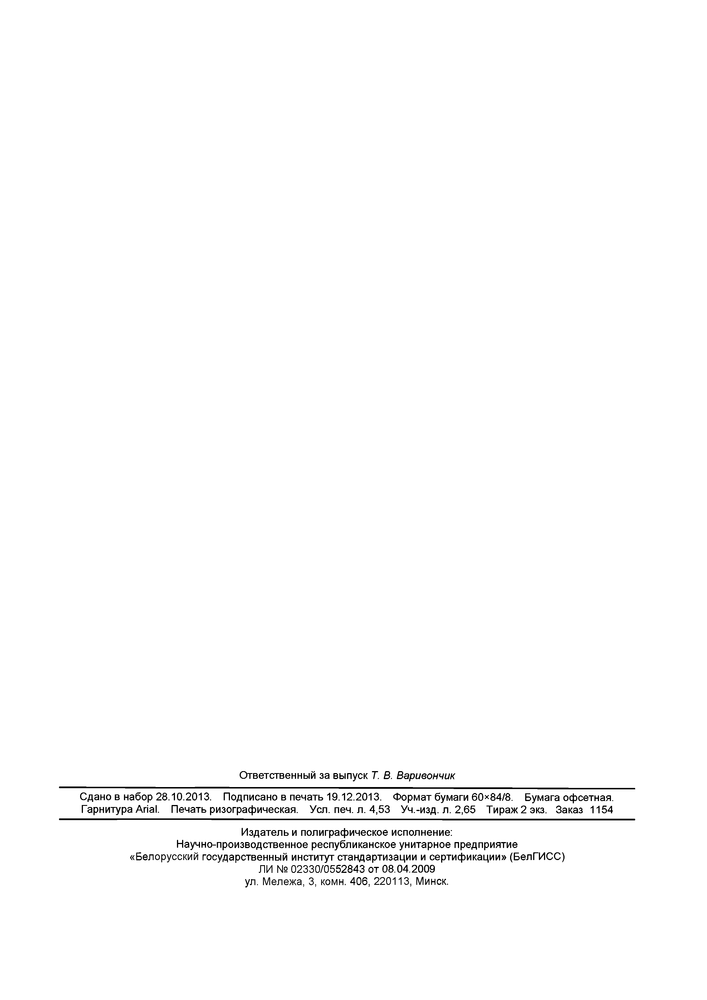 Ответственный за выпуск Т. В. Варивончик
Сдано в набор 28.10.2013. Подписано в печать 19.12.2013. Формат бумаги 60×84/8. Бумага офсетная.
Гарнитура Arial. Печать ризографическая. Усл. печ. л. 4,53 Уч.-изд. л. 2,65 Тираж 2 экз. Заказ 1154
Издатель и полиграфическое исполнение:
Научно-производственное республиканское унитарное предприятие
«Белорусский государственный институт стандартизации и сертификации» (БелГИСС)
ЛИ № 02330/0552843 от 08.04.2009
ул. Мележа, 3, комн. 406, 220113, Минск.